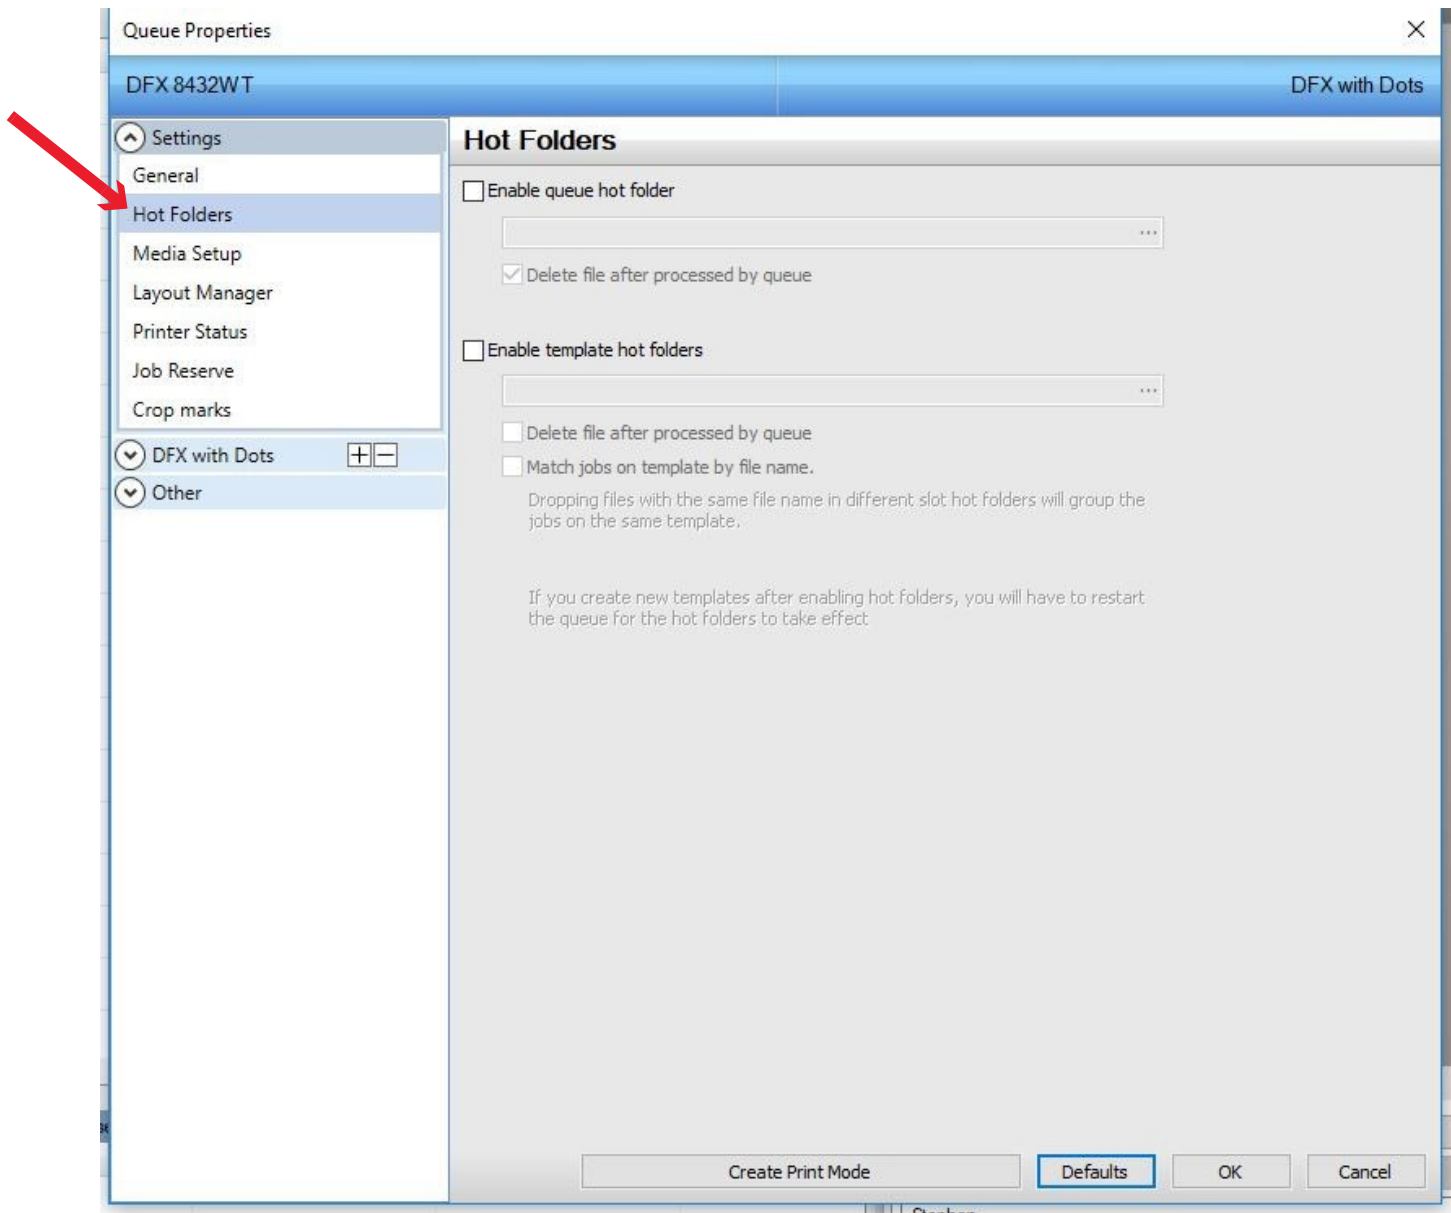 Queue Properties
DFX 8432WT
DFX with Dots
Settings
General
Hot Folders
Media Setup
Layout Manager
Printer Status
Job Reserve
Crop marks
DFX with Dots
Other
Hot Folders
Enable queue hot folder
...
Delete file after processed by queue
Enable template hot folders
...
Delete file after processed by queue
Match jobs on template by file name.
Dropping files with the same file name in different slot hot folders will group the
jobs on the same template.
If you create new templates after enabling hot folders, you will have to restart
the queue for the hot folders to take effect
Create Print Mode
Defaults
OK
Cancel